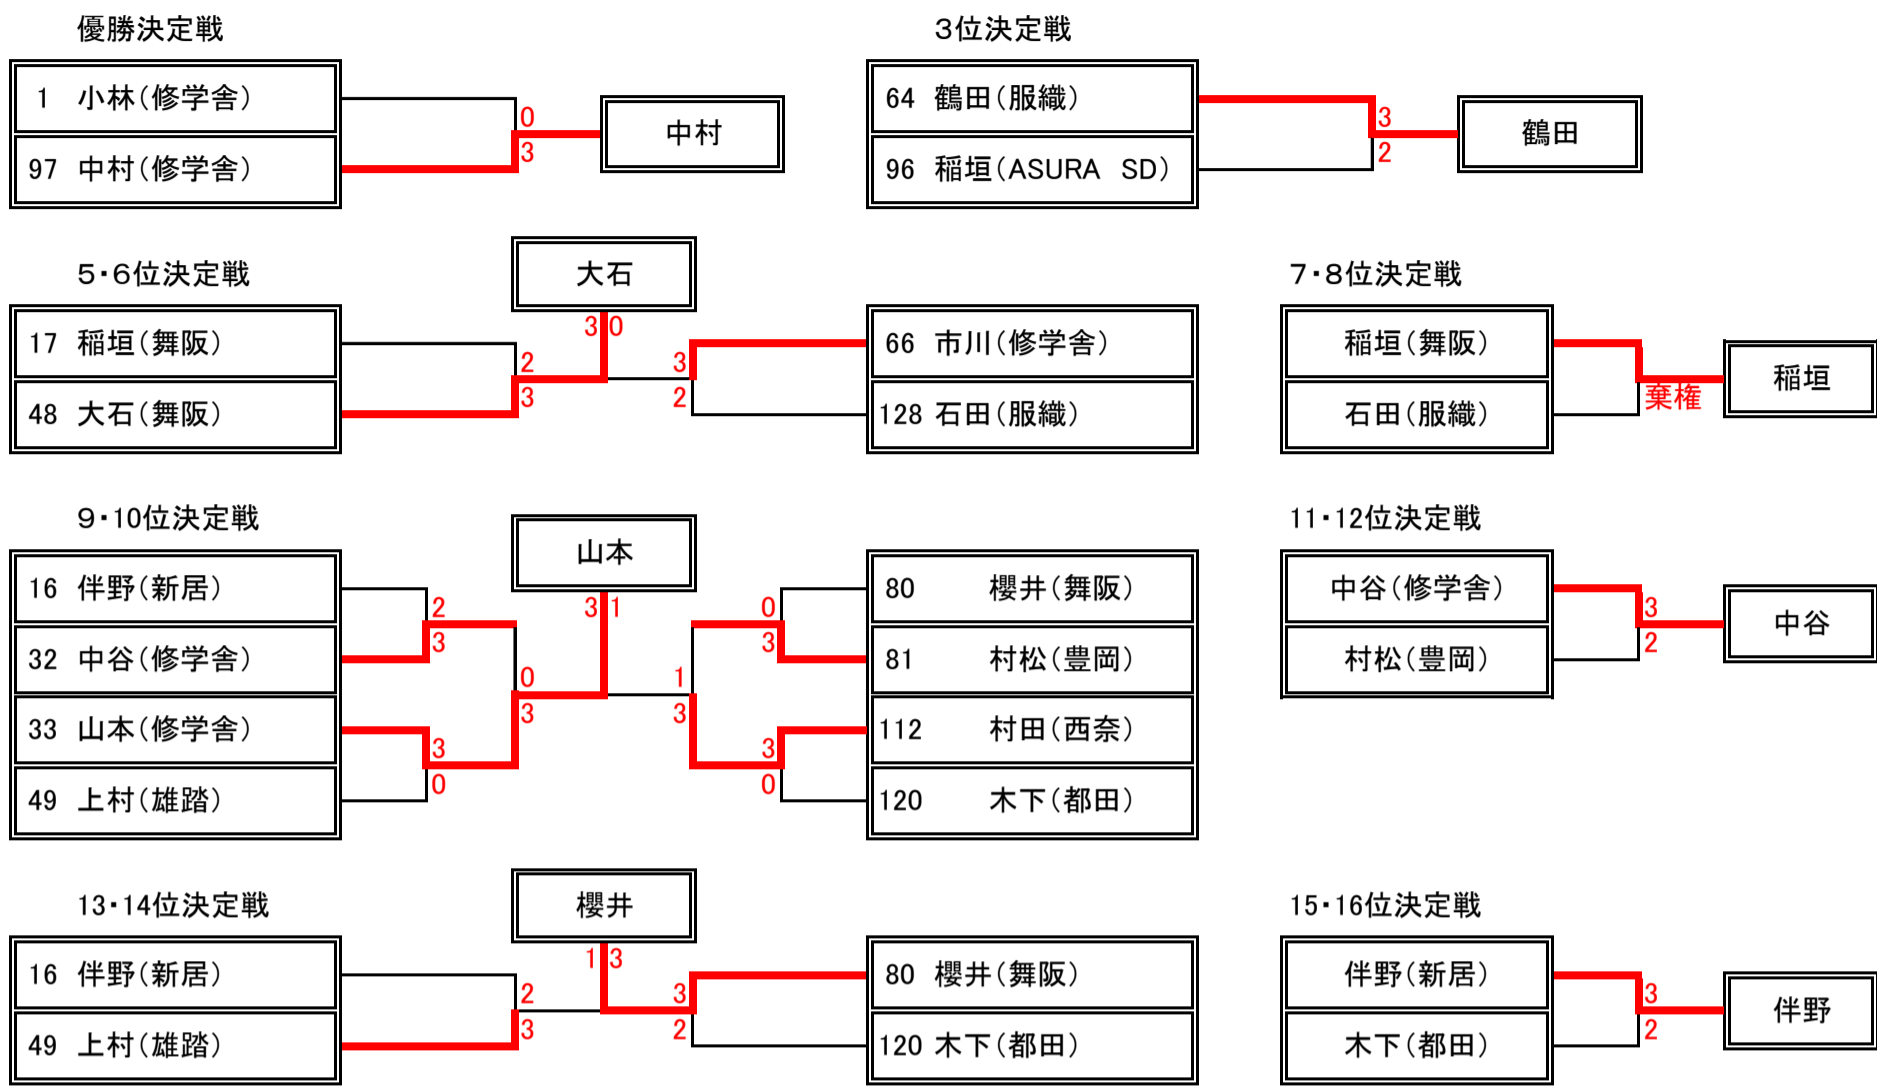 優勝決定戦
1 小林(修学舎)
97 中村(修学舎)
0
3
中村
3位決定戦
64 鶴田(服織)
96 稲垣(ASURA SD)
3
2
鶴田
5・6位決定戦
17 稲垣(舞阪)
48 大石(舞阪)
2
3
大石
3 0
3
2
66 市川(修学舎)
128 石田(服織)
7・8位決定戦
稲垣(舞阪)
石田(服織)
棄権
稲垣
9・10位決定戦
16 伴野(新居)
32 中谷(修学舎)
33 山本(修学舎)
49 上村(雄踏)
2
3
3
0
0
3
山本
3 1
1
3
0
3
3
0
80 櫻井(舞阪)
81 村松(豊岡)
112 村田(西奈)
120 木下(都田)
11・12位決定戦
中谷(修学舎)
村松(豊岡)
3
2
中谷
13・14位決定戦
16 伴野(新居)
49 上村(雄踏)
2
3
櫻井
1 3
3
2
80 櫻井(舞阪)
120 木下(都田)
15・16位決定戦
伴野(新居)
木下(都田)
3
2
伴野